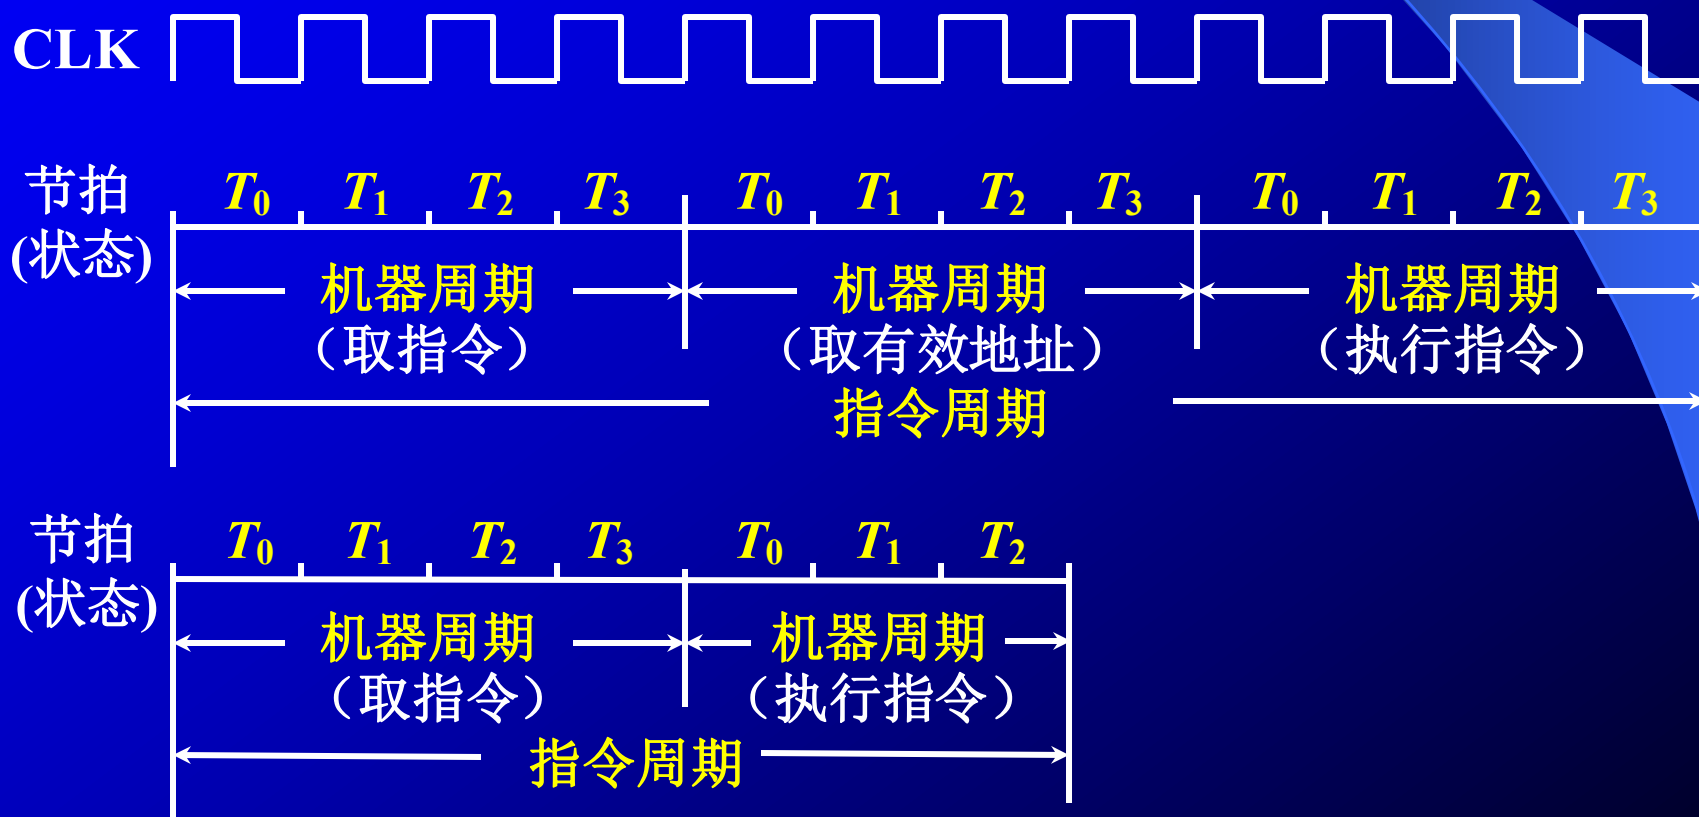 CLK
节拍 T0 T1 T2 T3 T0 T1 T2 T3 T0 T1 T2 T3
(状态)
机器周期 机器周期 机器周期
（取指令） （取有效地址） （执行指令）
指令周期
节拍 T0 T1 T2 T3 T0 T1 T2
(状态)
机器周期 机器周期
（取指令） （执行指令）
指令周期